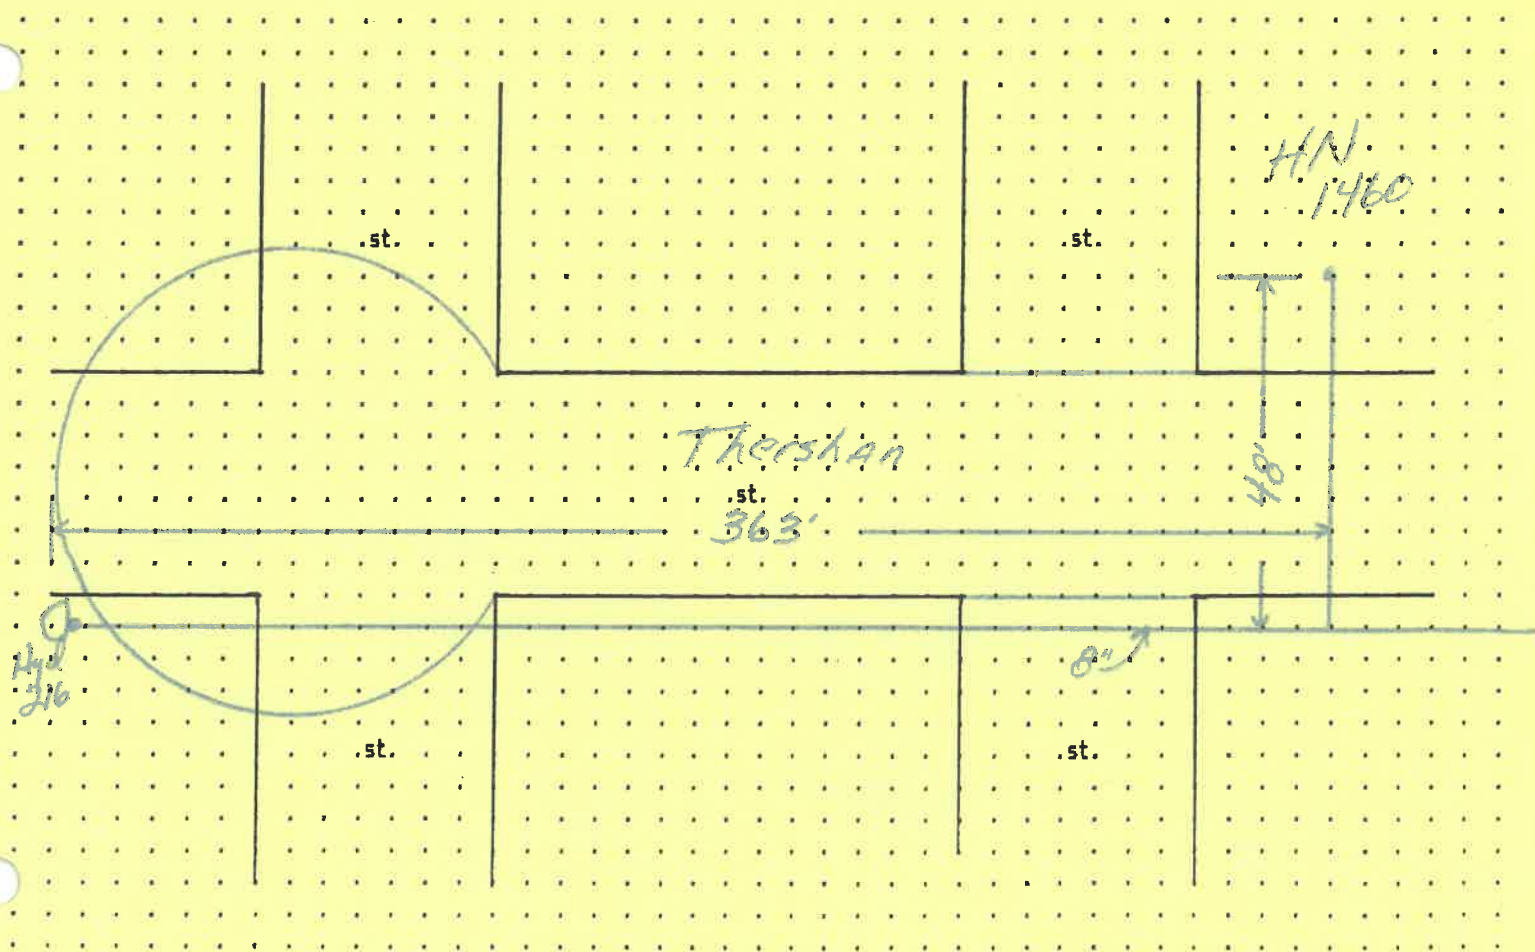 HN
1460
.st.
.st.
Thershan
.st.
363'
48'
8"
Hyd
216
.st.
.st.